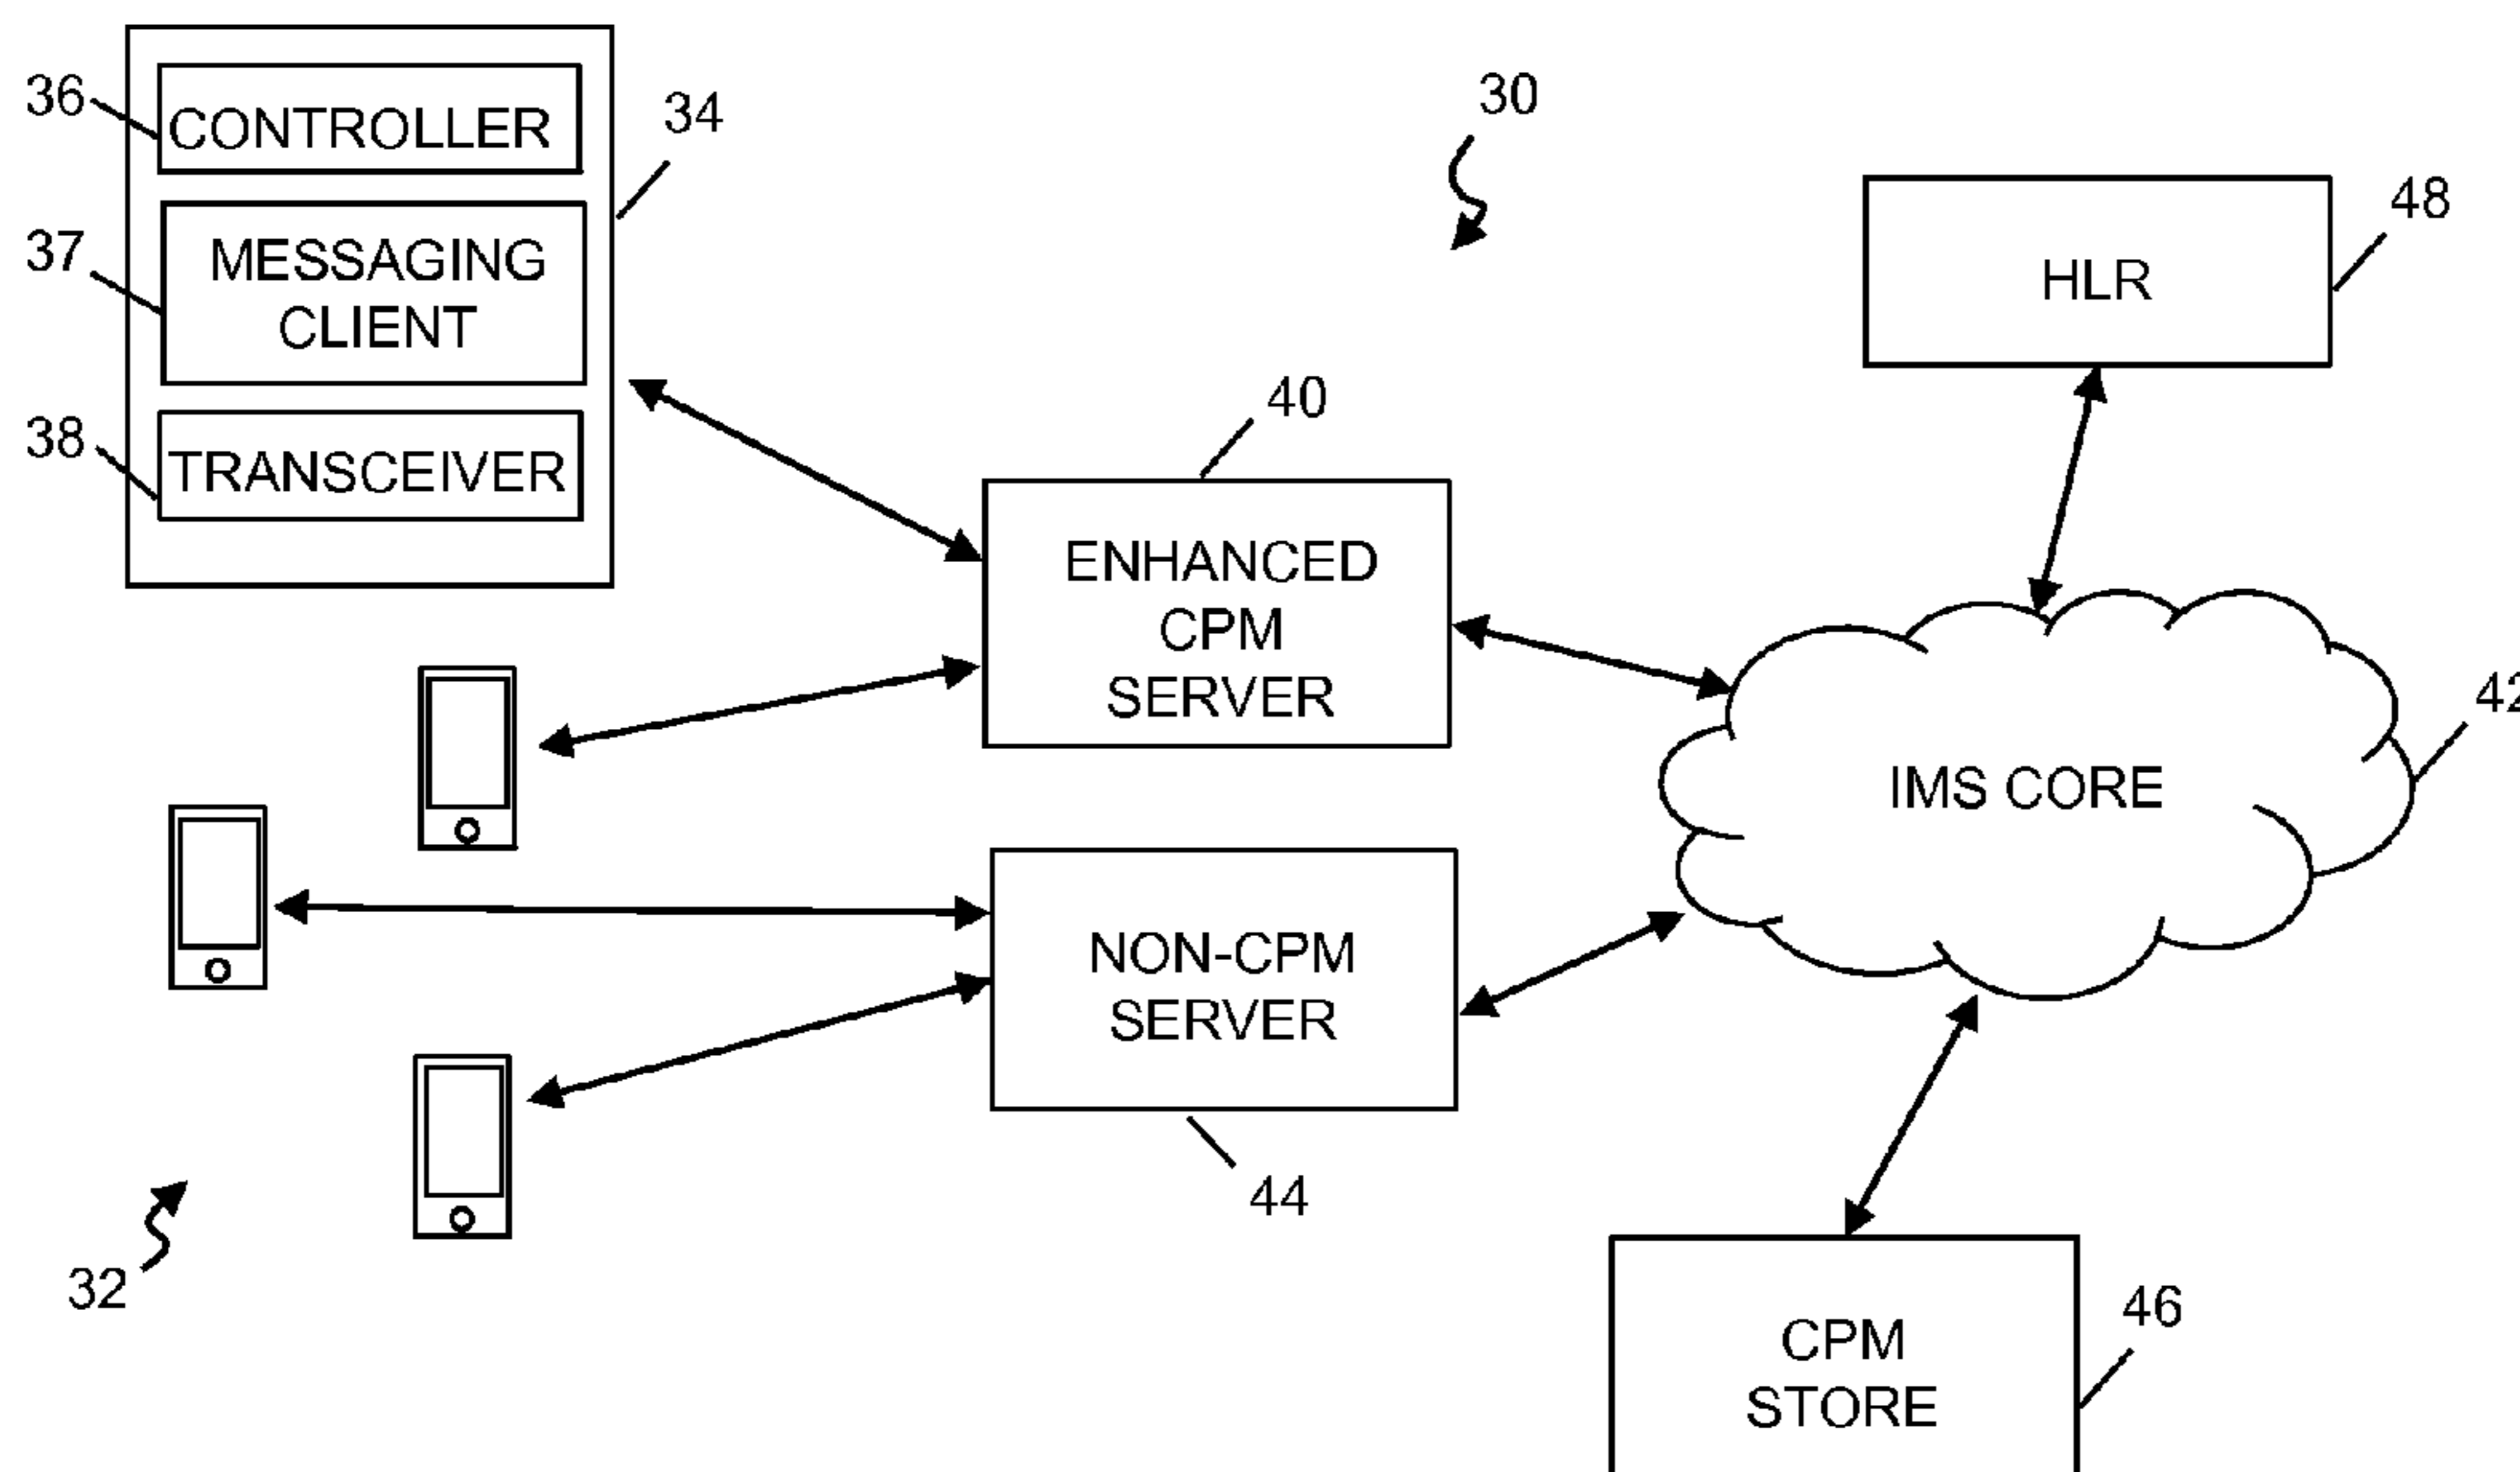 36
CONTROLLER
34
30
37
MESSAGING
CLIENT
48
HLR
38
TRANSCEIVER
40
ENHANCED
CPM
SERVER
42
IMS CORE
NON-CPM
SERVER
44
32
46
CPM
STORE